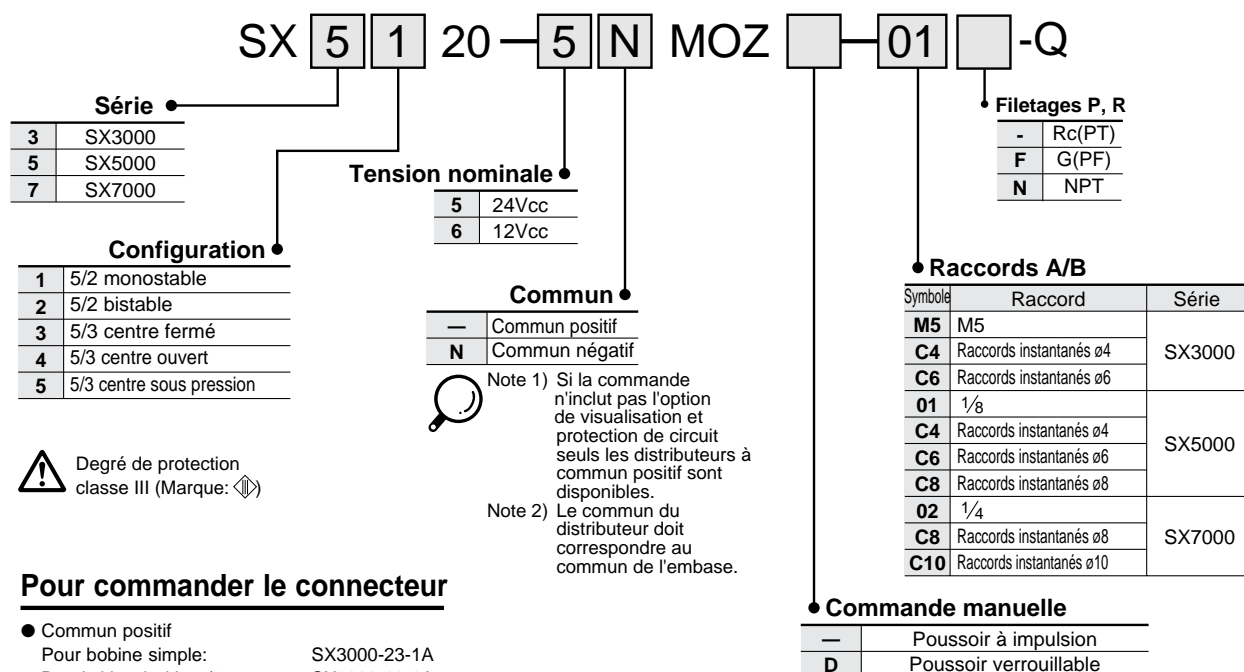 SX 5 1 20 — 5 N MOZ — 01 -Q
Série
3 SX3000
5 SX5000
7 SX7000
Configuration
1 5/2 monostable
2 5/2 bistable
3 5/3 centre fermé
4 5/3 centre ouvert
5 5/3 centre sous pression
Degré de protection
classe III (Marque: )
Tension nominale
5 24Vcc
6 12Vcc
Commun
— Commun positif
N Commun négatif
Note 1) Si la commande
n'inclut pas l'option
de visualisation et
protection de circuit
seuls les distributeurs à
commun positif sont
disponibles.
Note 2) Le commun du
distributeur doit
correspondre au
commun de l'embase.
Filetages P, R
- Rc(PT)
F G(PF)
N NPT
Raccords A/B
Symbole Raccord Série
M5 M5 SX3000
C4 Raccords instantanés ø4
C6 Raccords instantanés ø6
01 1/8 SX5000
C4 Raccords instantanés ø4
C6 Raccords instantanés ø6
C8 Raccords instantanés ø8
02 1/4 SX7000
C8 Raccords instantanés ø8
C10 Raccords instantanés ø10
Commande manuelle
— Poussoir à impulsion
D Poussoir verrouillable
Pour commander le connecteur
Commun positif
Pour bobine simple: SX3000-23-1A